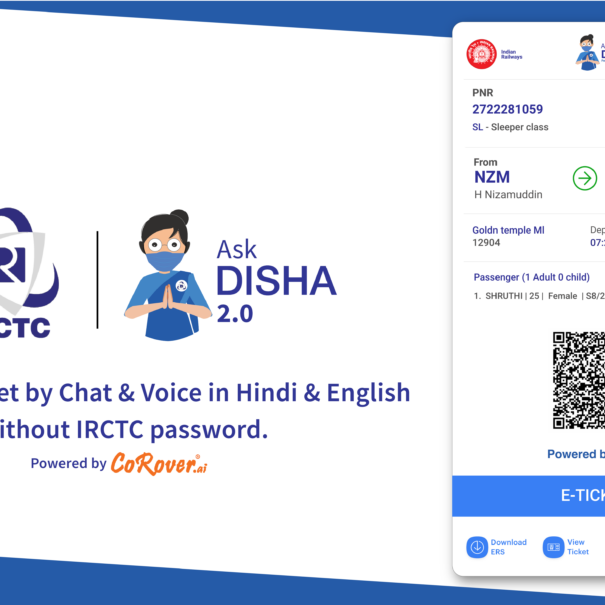 CTC
Ask
DISHA
2.0
et by Chat & Voice in Hindi & English
ithout IRCTC password.
Powered by CoRover.ai
Indian
Railways
PNR
2722281059
SL - Sleeper class
From
NZM
H Nizamuddin
Goldn temple Ml
12904
Dep
07:
Passenger (1 Adult 0 child)
1. SHRUTHI | 25 | Female | S8/2
Powered b
E-TICK
Download
ERS
View
Ticket